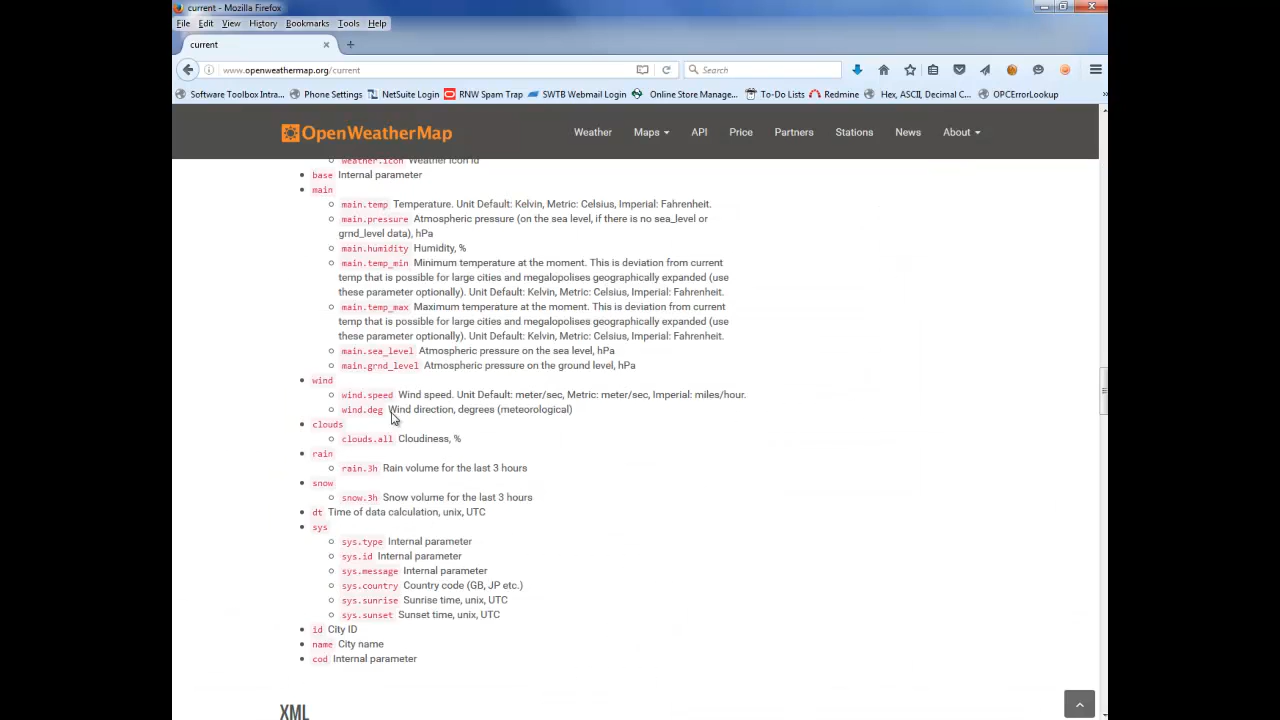 current - Mozilla Firefox
File Edit View History Bookmarks Tools Help
current
www.openweathermap.org/current
Search
Software Toolbox Intra... Phone Settings NetSuite Login RNW Spam Trap SWTB Webmail Login Online Store Manage... To-Do Lists Redmine Hex, ASCII, Decimal C... OPCErrorLookup
OpenWeatherMap Weather Maps API Price Partners Stations News About
weather.icon Weather icon id
base Internal parameter
main
main.temp Temperature. Unit Default: Kelvin, Metric: Celsius, Imperial: Fahrenheit.
main.pressure Atmospheric pressure (on the sea level, if there is no sea_level or
grnd_level data), hPa
main.humidity Humidity, %
main.temp_min Minimum temperature at the moment. This is deviation from current
temp that is possible for large cities and megalopolises geographically expanded (use
these parameter optionally). Unit Default: Kelvin, Metric: Celsius, Imperial: Fahrenheit.
main.temp_max Maximum temperature at the moment. This is deviation from current
temp that is possible for large cities and megalopolises geographically expanded (use
these parameter optionally). Unit Default: Kelvin, Metric: Celsius, Imperial: Fahrenheit.
main.sea_level Atmospheric pressure on the sea level, hPa
main.grnd_level Atmospheric pressure on the ground level, hPa
wind
wind.speed Wind speed. Unit Default: meter/sec, Metric: meter/sec, Imperial: miles/hour.
wind.deg Wind direction, degrees (meteorological)
clouds
clouds.all Cloudiness, %
rain
rain.3h Rain volume for the last 3 hours
snow
snow.3h Snow volume for the last 3 hours
dt Time of data calculation, unix, UTC
sys
sys.type Internal parameter
sys.id Internal parameter
sys.message Internal parameter
sys.country Country code (GB, JP etc.)
sys.sunrise Sunrise time, unix, UTC
sys.sunset Sunset time, unix, UTC
id City ID
name City name
cod Internal parameter
XML